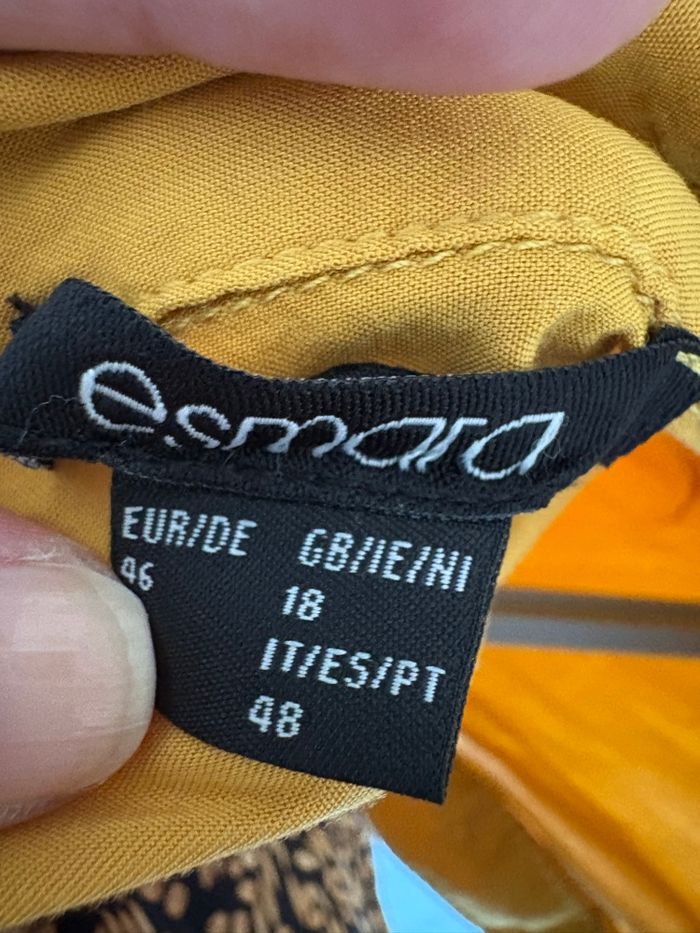 esmara
EUR/DE GB/IE/NI
46 18
IT/ES/PT
48